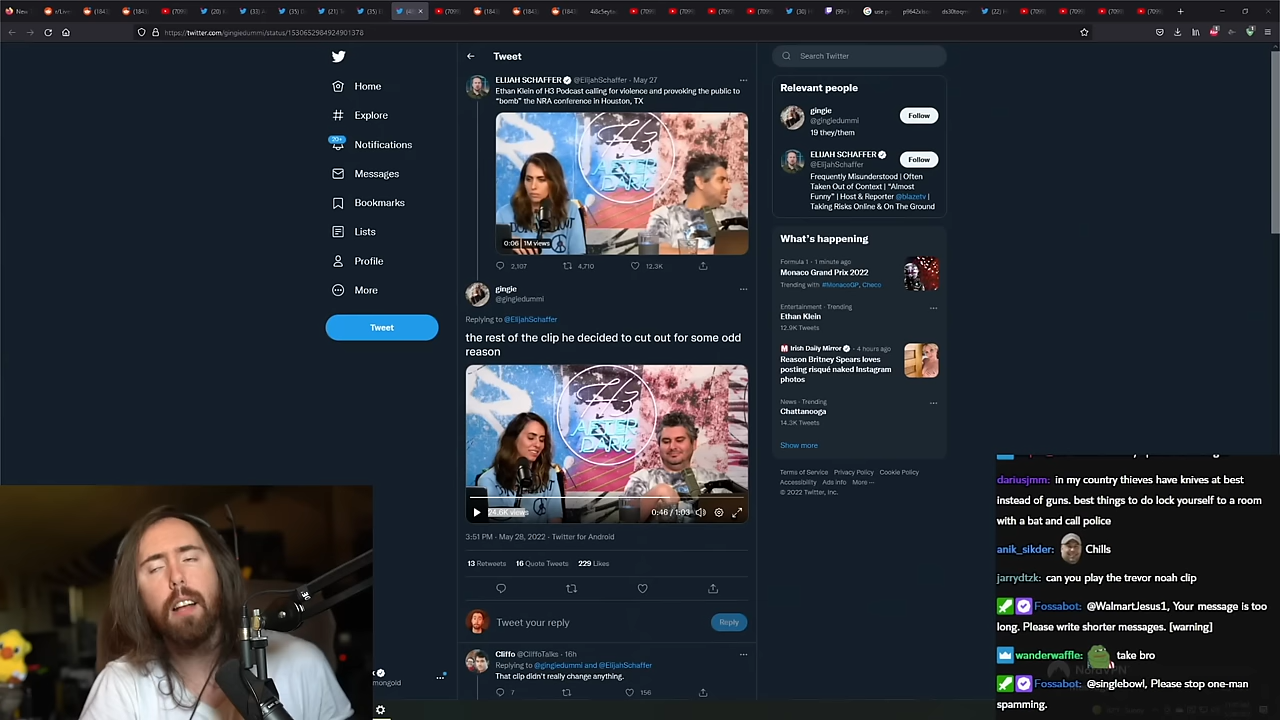 https://twitter.com/gingiedummi/status/1530652984924901378
Home
Explore
20+
Notifications
Messages
Bookmarks
Lists
Profile
More
Tweet
mongold
Tweet
ELIJAH SCHAFFER @ElijahSchaffer · May 27
Ethan Klein of H3 Podcast calling for violence and provoking the public to
"bomb" the NRA conference in Houston, TX
H3
AFTER
DARK
0:06 1M views
2,107 4,710 12.3K
gingie
@gingiedummi
Replying to @ElijahSchaffer
the rest of the clip he decided to cut out for some odd
reason
H3
AFTER
DARK
24.6K views 0:46 / 1:03
3:51 PM · May 28, 2022 · Twitter for Android
13 Retweets 16 Quote Tweets 229 Likes
Tweet your reply Reply
Cliffo @CliffoTalks · 16h
Replying to @gingiedummi and @ElijahSchaffer
That clip didn't really change anything.
7 156
Search Twitter
Relevant people
gingie
@gingiedummi
19 they/them
Follow
ELIJAH SCHAFFER
@ElijahSchaffer
Follow
Frequently Misunderstood | Often
Taken Out of Context | "Almost
Funny" | Host & Reporter @blazetv |
Taking Risks Online & On The Ground
What's happening
Formula 1 · 1 minute ago
Monaco Grand Prix 2022
Trending with #MonacoGP, Checo
Entertainment · Trending
Ethan Klein
12.9K Tweets
Irish Daily Mirror · 4 hours ago
Reason Britney Spears loves
posting risqué naked Instagram
photos
News · Trending
Chattanooga
14.3K Tweets
Show more
Terms of Service Privacy Policy Cookie Policy
Accessibility Ads info More ···
© 2022 Twitter, Inc.
dariusjmm: in my country thieves have knives at best
instead of guns. best things to do lock yourself to a room
with a bat and call police
anik_sikder: Chills
jarrydtzk: can you play the trevor noah clip
Fossabot: @WalmartJesus1, Your message is too
long. Please write shorter messages. [warning]
wanderwaffle: take bro
NordVPN
Fossabot: @singlebowl, Please stop one-man
spamming.